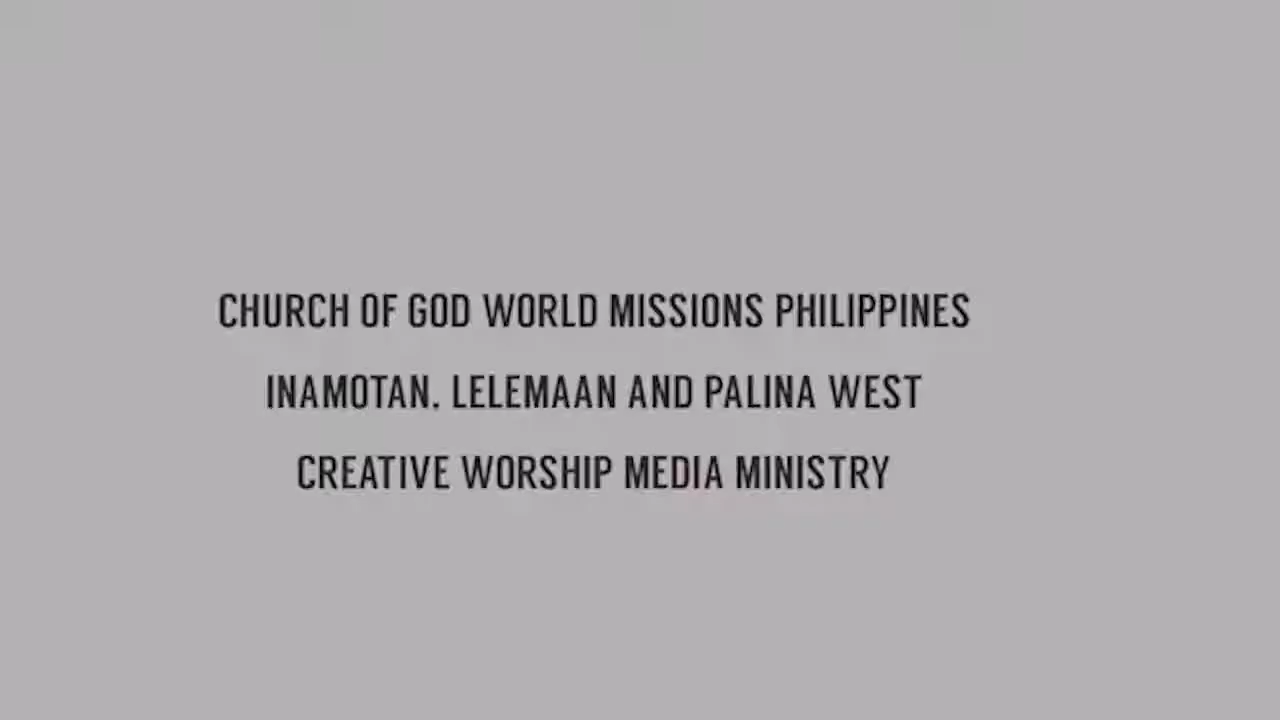 CHURCH OF GOD WORLD MISSIONS PHILIPPINES
INAMOTAN. LELEMAAN AND PALINA WEST
CREATIVE WORSHIP MEDIA MINISTRY